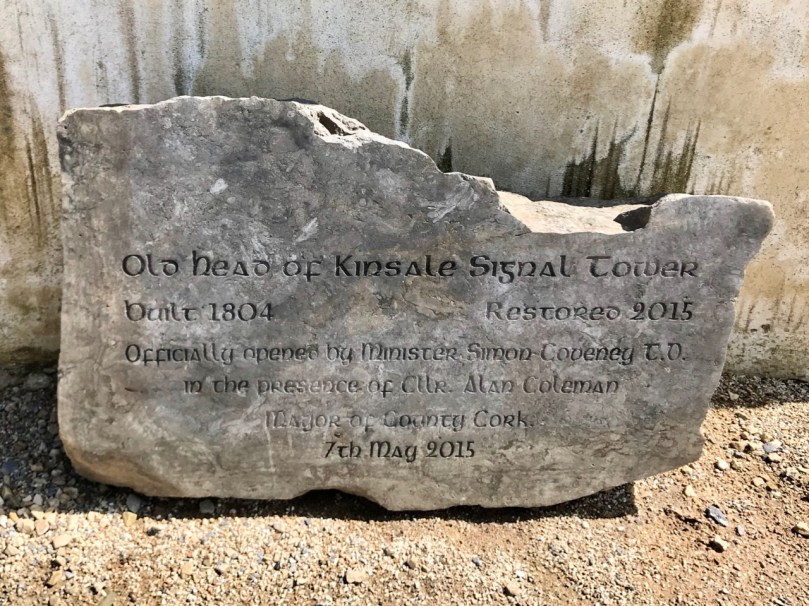 Old Head of Kinsale Signal Tower
Built 1804 Restored 2015
Officially opened by Minister Simon Coveney T.D.
in the presence of Cllr. Alan Coleman
Mayor of County Cork.
7th May 2015